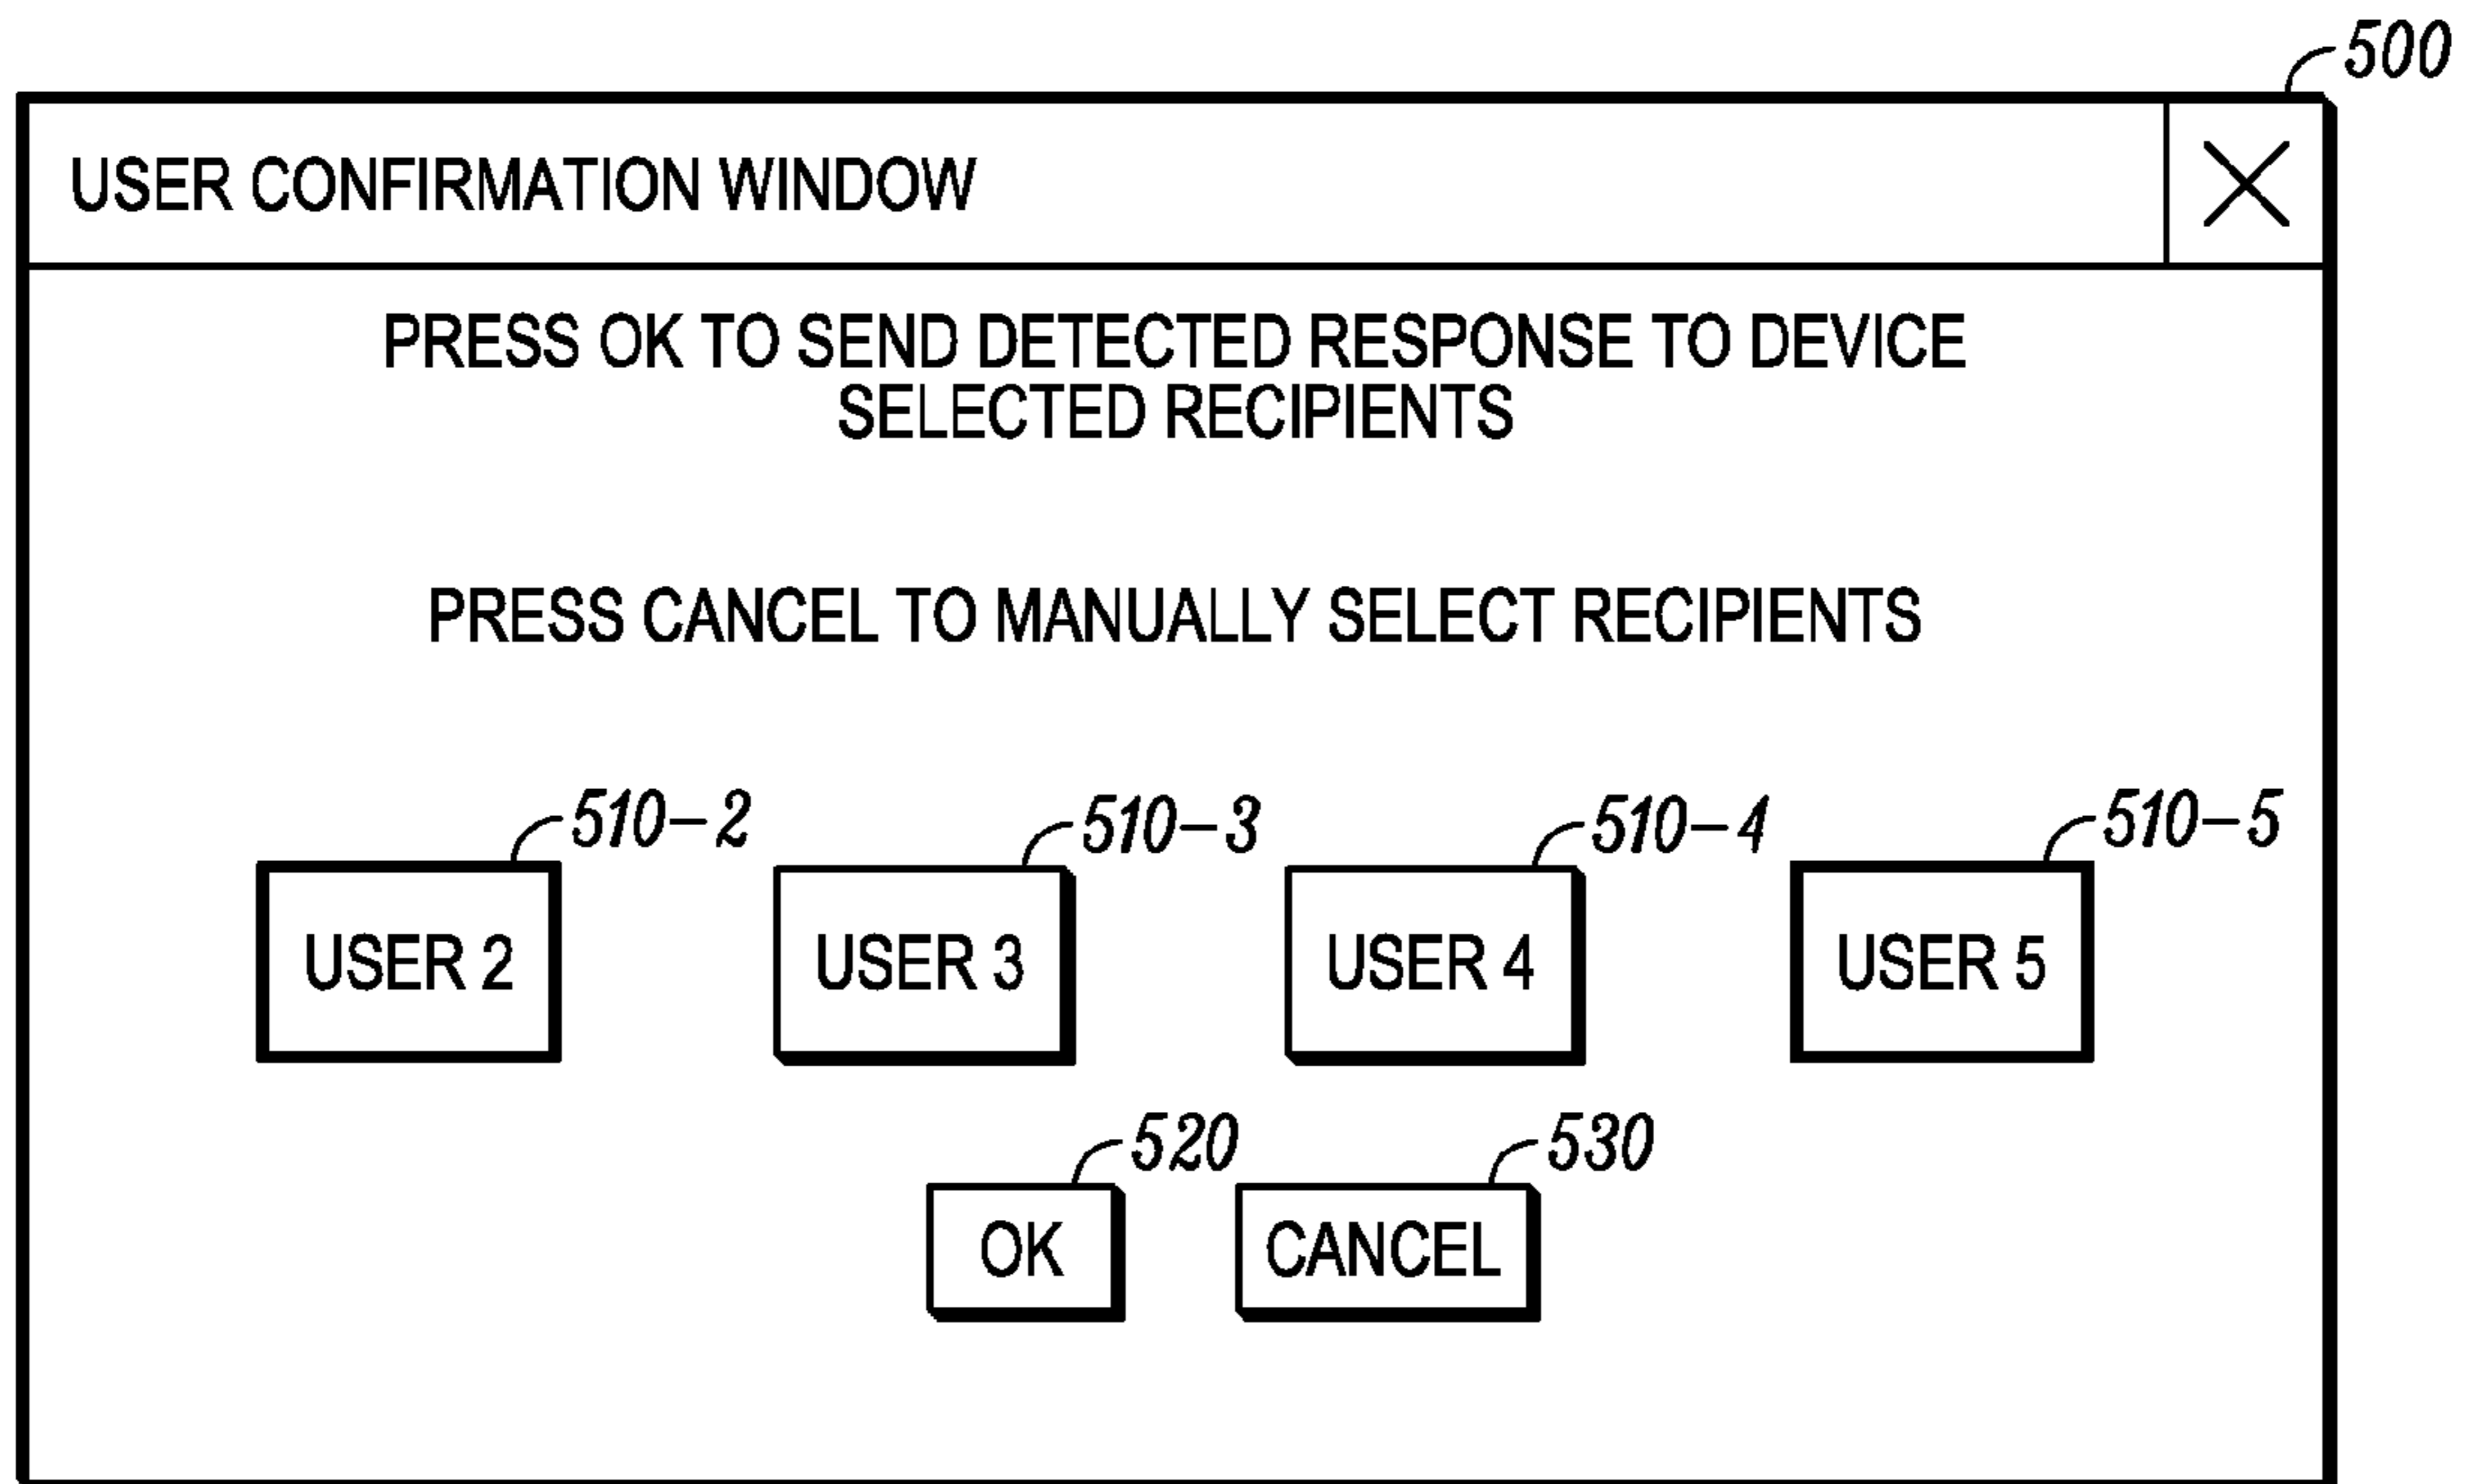 500
USER CONFIRMATION WINDOW
PRESS OK TO SEND DETECTED RESPONSE TO DEVICE
SELECTED RECIPIENTS
PRESS CANCEL TO MANUALLY SELECT RECIPIENTS
510-2 510-3 510-4 510-5
USER 2 USER 3 USER 4 USER 5
520 530
OK CANCEL